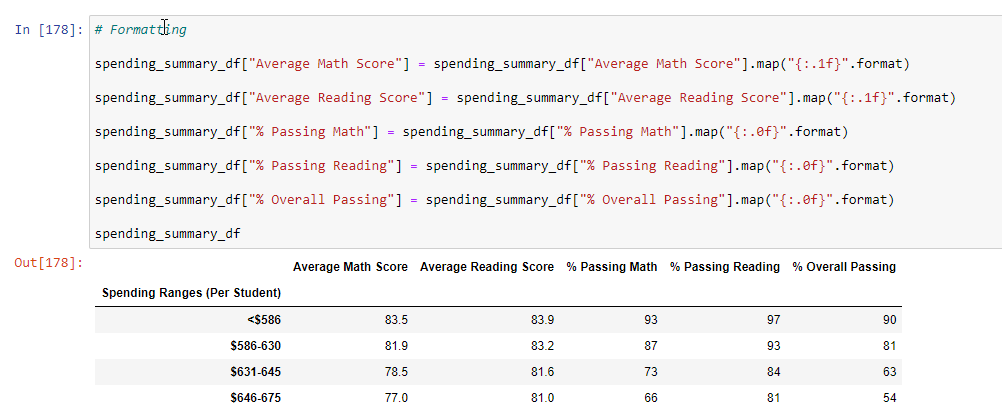 In [178]: # Formatting
spending_summary_df["Average Math Score"] = spending_summary_df["Average Math Score"].map("{:.1f}".format)
spending_summary_df["Average Reading Score"] = spending_summary_df["Average Reading Score"].map("{:.1f}".format)
spending_summary_df["% Passing Math"] = spending_summary_df["% Passing Math"].map("{:.0f}".format)
spending_summary_df["% Passing Reading"] = spending_summary_df["% Passing Reading"].map("{:.0f}".format)
spending_summary_df["% Overall Passing"] = spending_summary_df["% Overall Passing"].map("{:.0f}".format)
spending_summary_df
Out[178]:
Average Math Score Average Reading Score % Passing Math % Passing Reading % Overall Passing
Spending Ranges (Per Student)
<$586 83.5 83.9 93 97 90
$586-630 81.9 83.2 87 93 81
$631-645 78.5 81.6 73 84 63
$646-675 77.0 81.0 66 81 54